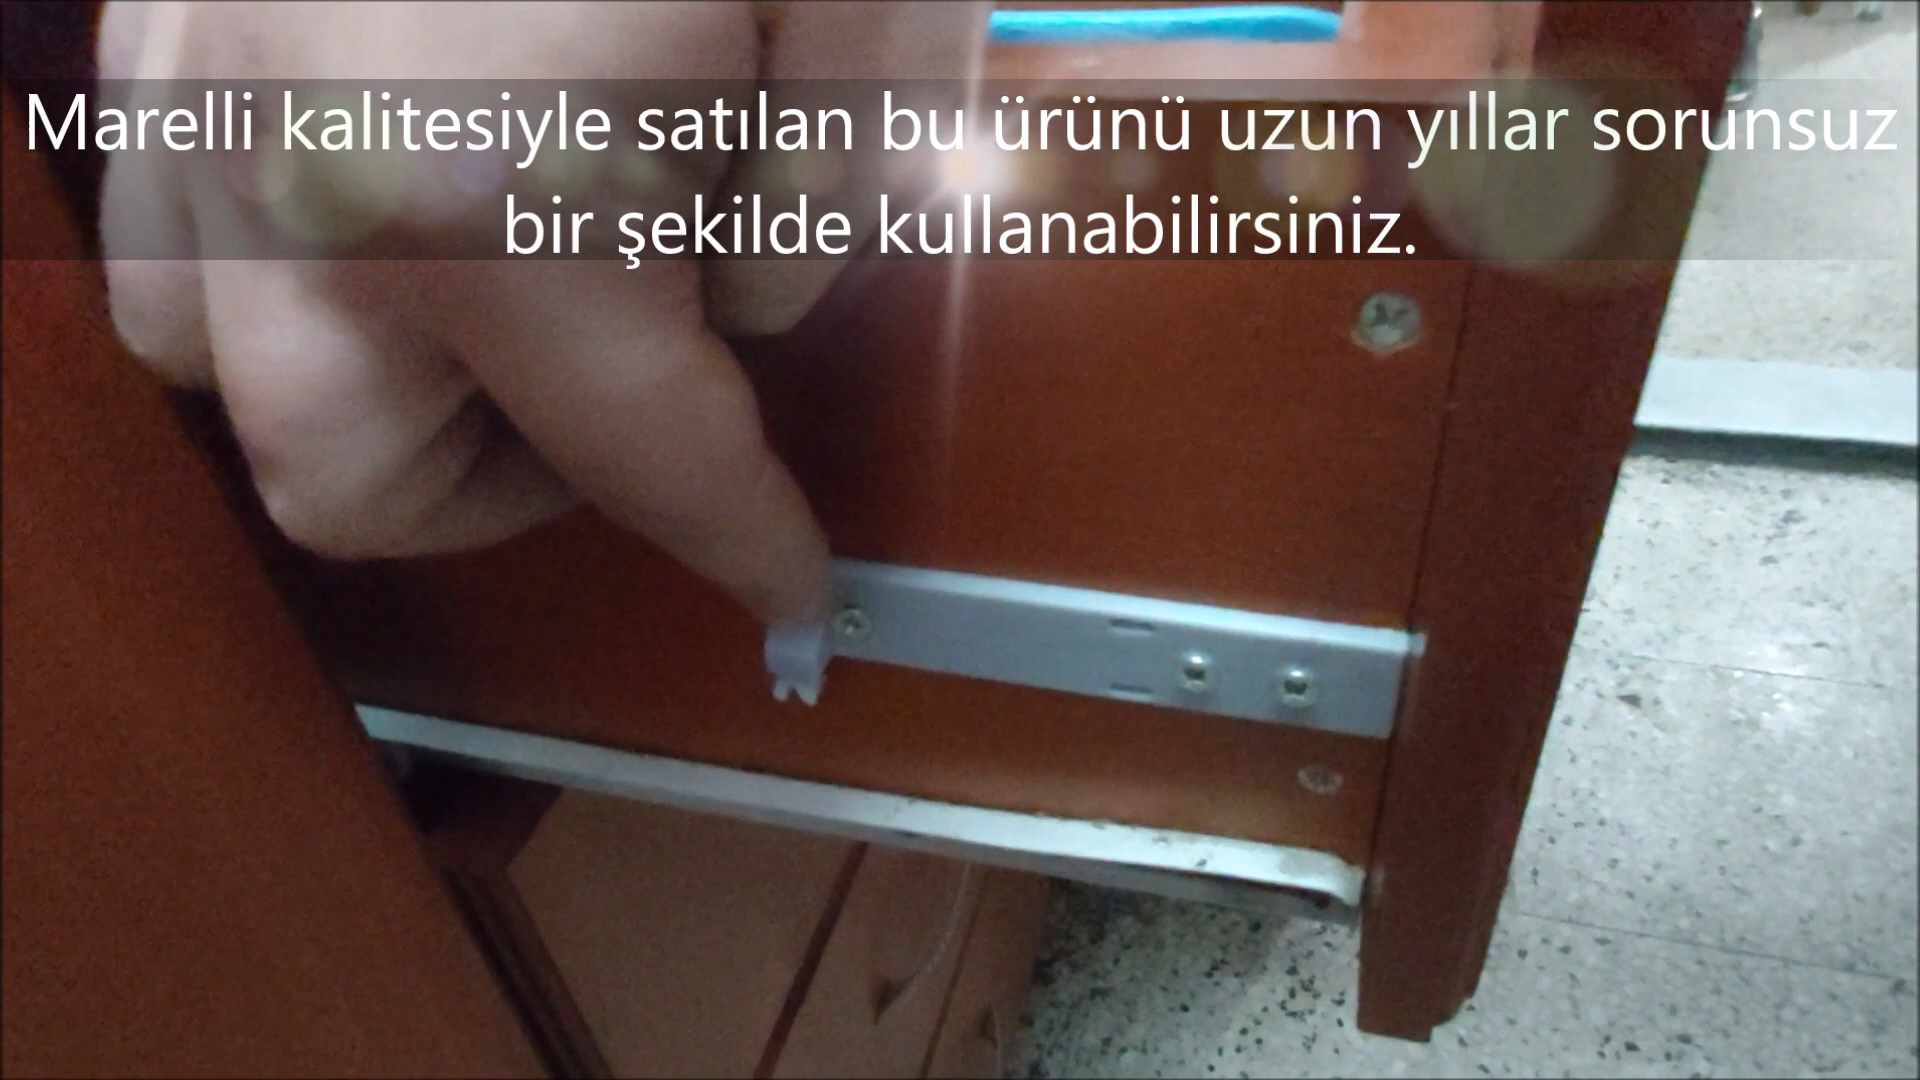 Marelli kalitesiyle satılan bu ürünü uzun yıllar sorunsuz
bir şekilde kullanabilirsiniz.